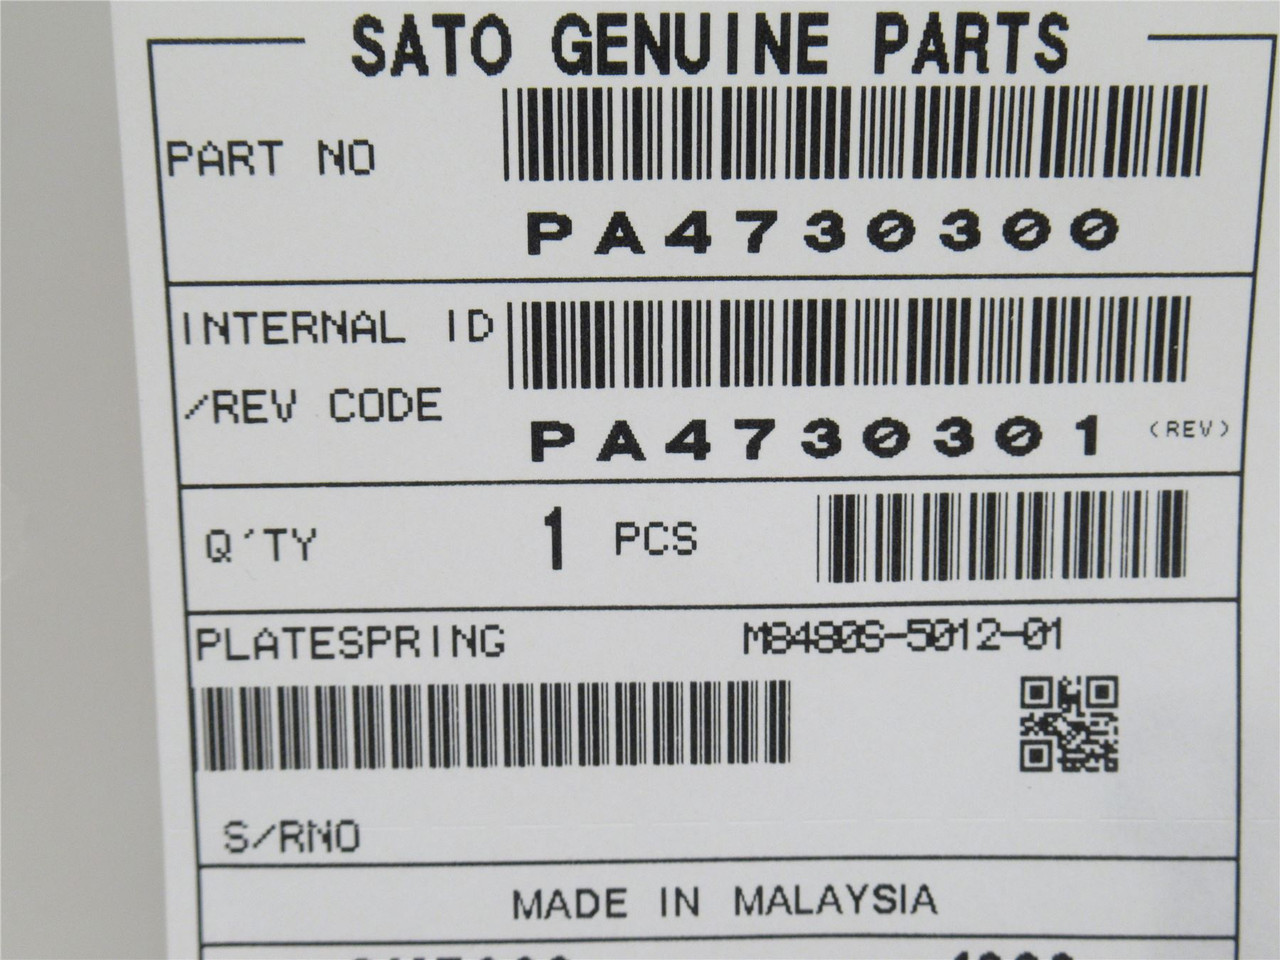 SATO GENUINE PARTS
PART NO
PA4730300
INTERNAL ID
/REV CODE
PA4730301 (REV)
Q'TY 1 PCS
PLATESPRING M8480S-5012-01
S/RNO
MADE IN MALAYSIA